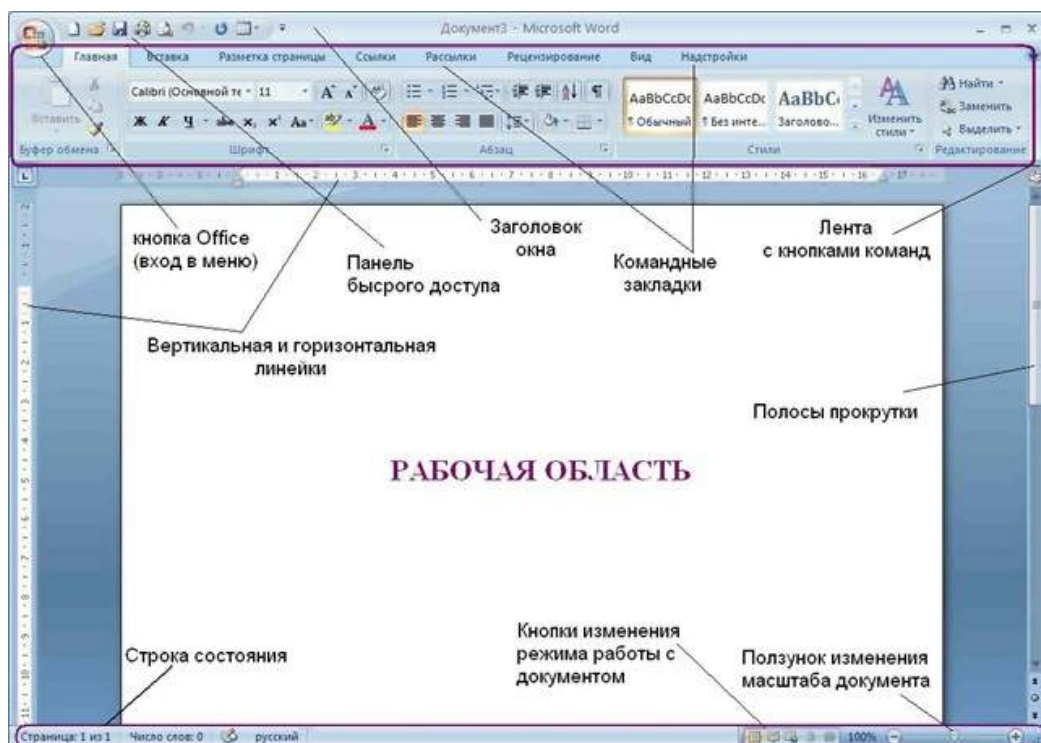 Документ3 - Microsoft Word
Главная Вставка Разметка страницы Ссылки Рассылки Рецензирование Вид Надстройки
Calibri (Основной те 11
Найти
Заменить
Выделить
Вставить
Ж К Ч abc x, x² Aa
AaBbCcDc AaBbCcDc AaBbC
¶ Обычный ¶ Без инте... Заголово...
Изменить
стили
Буфер обмена Шрифт Абзац Стили Редактирование
кнопка Office
(вход в меню)
Панель
бысрого доступа
Заголовок
окна
Командные
закладки
Лента
с кнопками команд
Вертикальная и горизонтальная
линейки
Полосы прокрутки
РАБОЧАЯ ОБЛАСТЬ
Строка состояния
Кнопки изменения
режима работы с
документом
Ползунок изменения
масштаба документа
Страница: 1 из 1 Число слов: 0 русский 100%